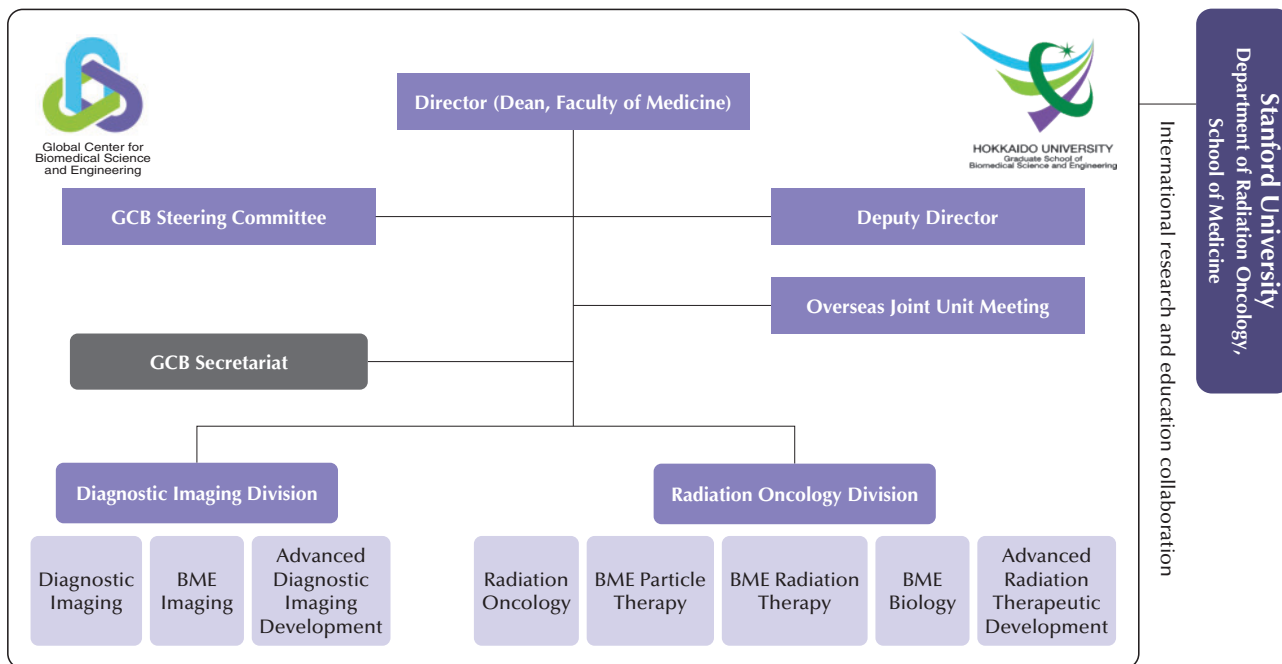 Global Center for
Biomedical Science
and Engineering
Director (Dean, Faculty of Medicine)
HOKKAIDO UNIVERSITY
Graduate School of
Biomedical Science and Engineering
GCB Steering Committee
Deputy Director
Overseas Joint Unit Meeting
GCB Secretariat
Diagnostic Imaging Division
Radiation Oncology Division
Diagnostic
Imaging
BME
Imaging
Advanced
Diagnostic
Imaging
Development
Radiation
Oncology
BME Particle
Therapy
BME Radiation
Therapy
BME
Biology
Advanced
Radiation
Therapeutic
Development
International research and education collaboration
Stanford University
Department of Radiation Oncology,
School of Medicine